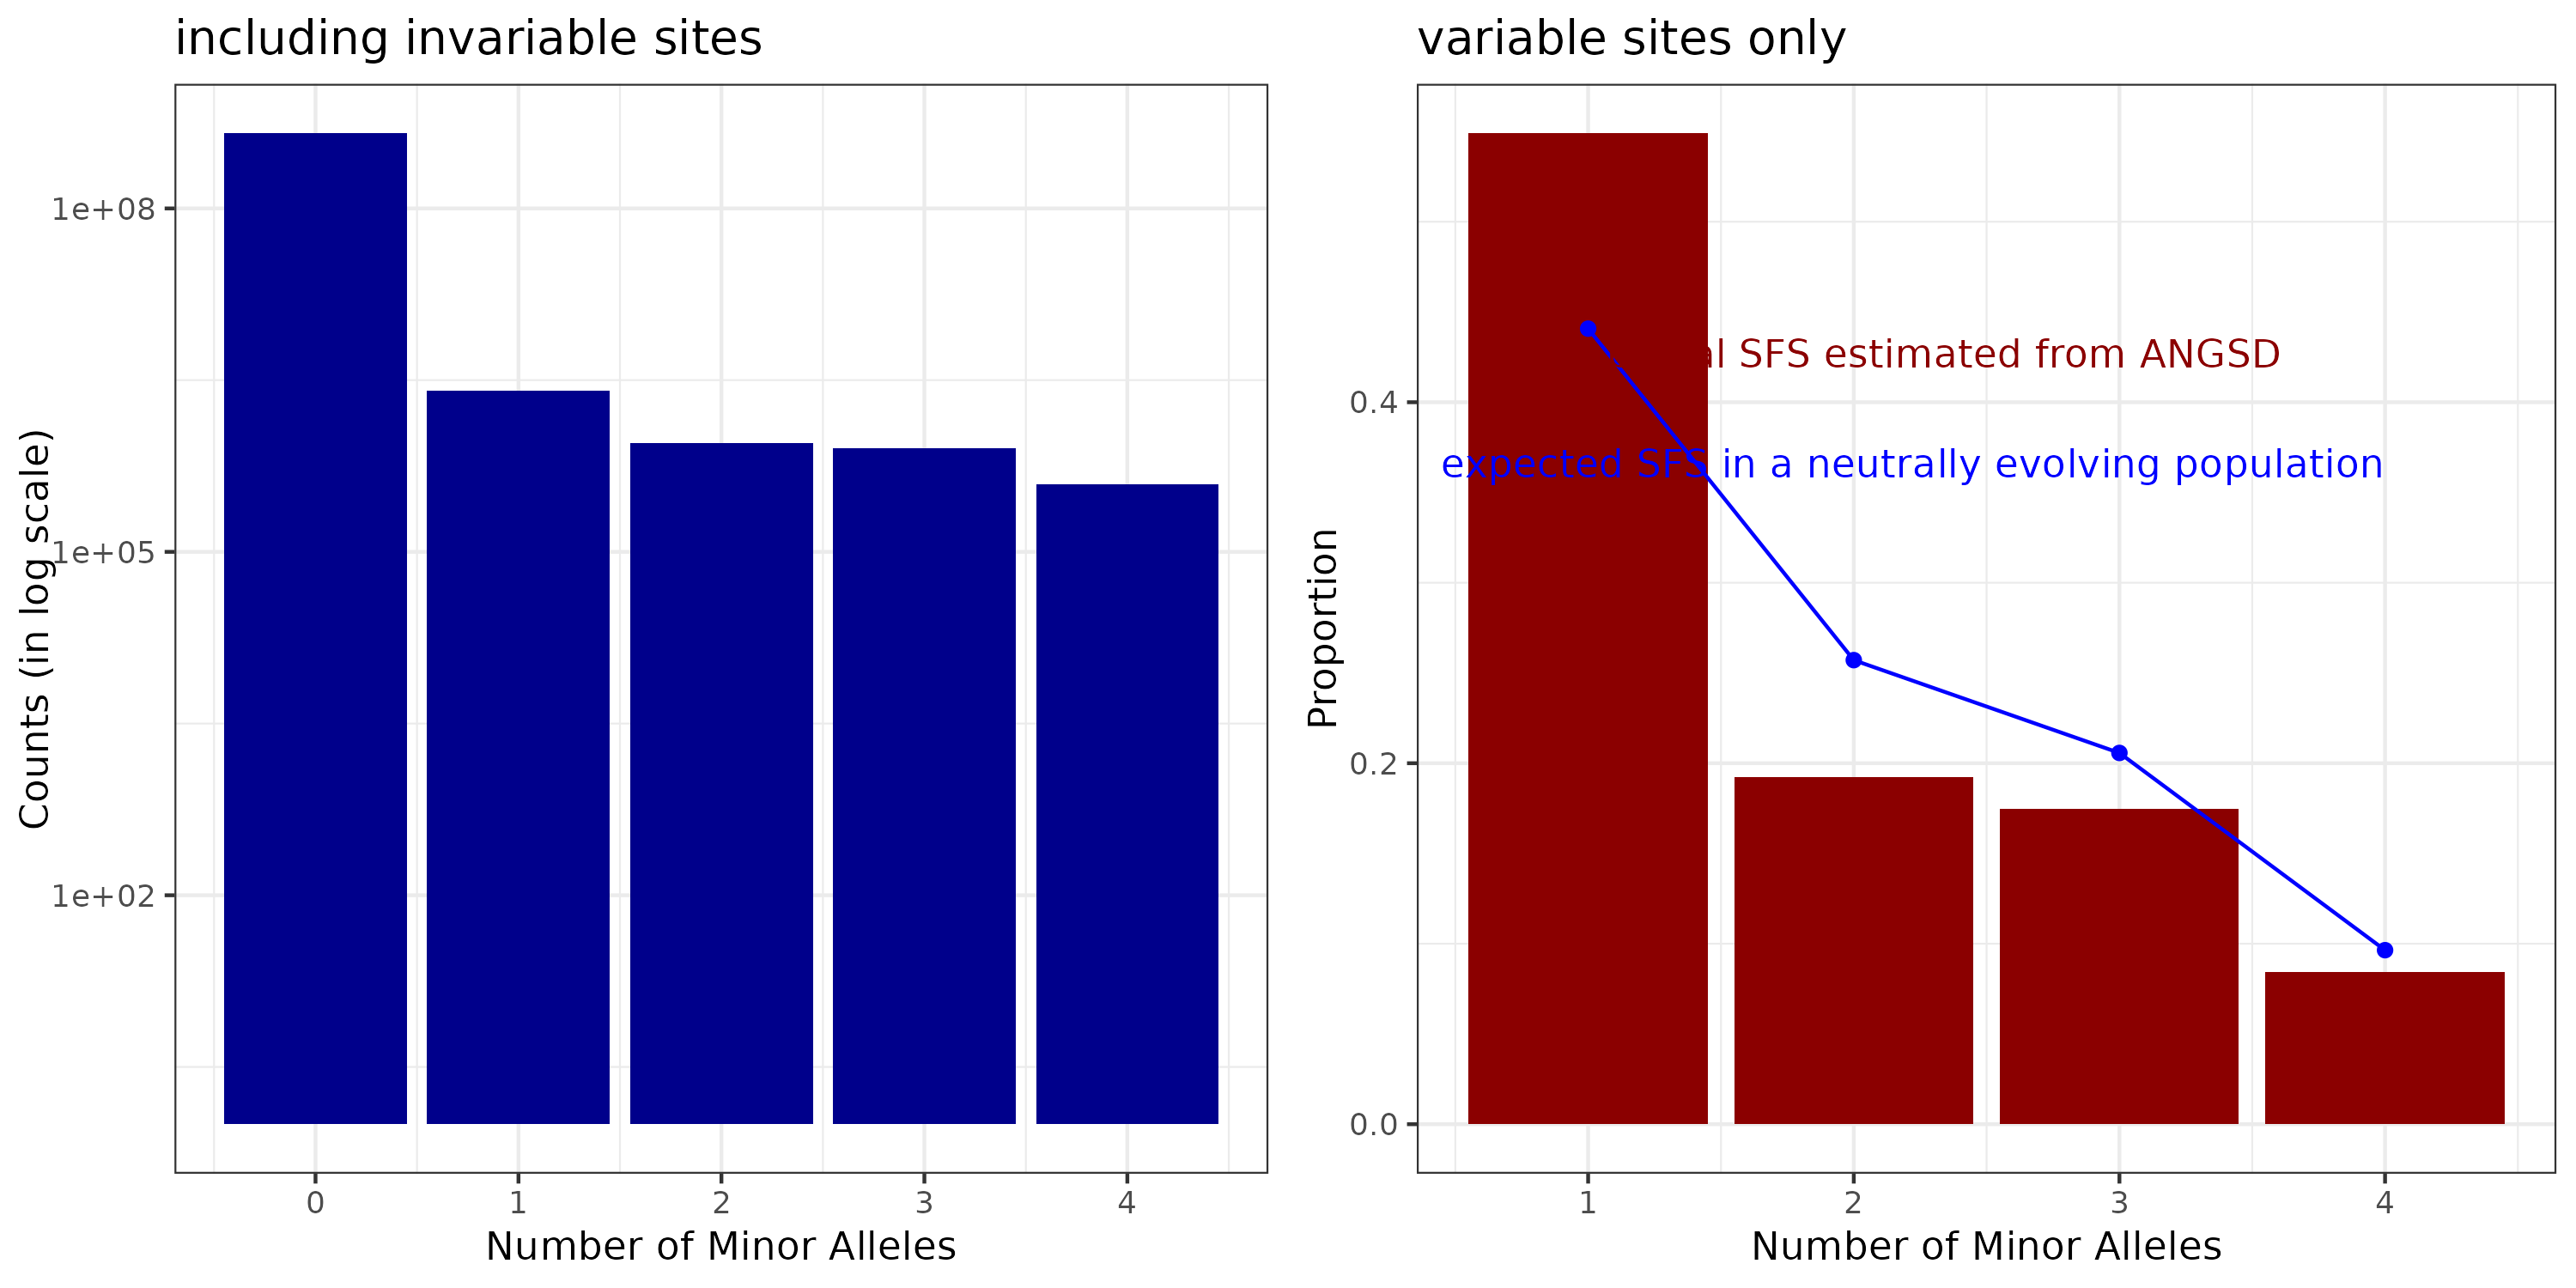 including invariable sites
Counts (in log scale)
1e+08
1e+05
1e+02
0 1 2 3 4
Number of Minor Alleles
variable sites only
Proportion
0.4
0.2
0.0
SFS estimated from ANGSD
expected SFS in a neutrally evolving population
1 2 3 4
Number of Minor Alleles